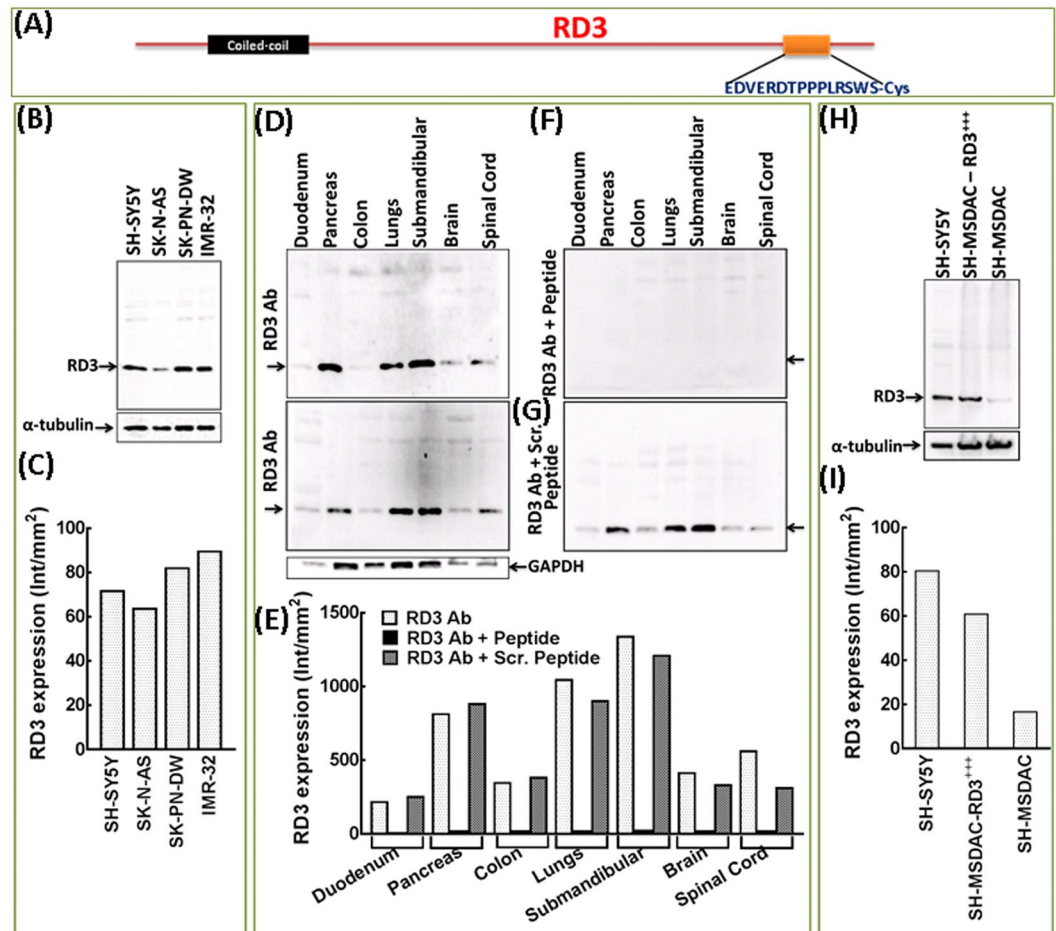 (A)
RD3
Coiled-coil
EDVERDTPPPLRSWS-Cys
(B)
SH-SY5Y
SK-N-AS
SK-PN-DW
IMR-32
RD3
α-tubulin
(C)
RD3 expression (Int/mm²)
100
80
60
40
20
0
SH-SY5Y
SK-N-AS
SK-PN-DW
IMR-32
(D)
Duodenum
Pancreas
Colon
Lungs
Submandibular
Brain
Spinal Cord
RD3 Ab
RD3 Ab
GAPDH
(E)
RD3 expression (Int/mm²)
1500
1000
500
0
RD3 Ab
RD3 Ab + Peptide
RD3 Ab + Scr. Peptide
Duodenum
Pancreas
Colon
Lungs
Submandibular
Brain
Spinal Cord
(F)
Duodenum
Pancreas
Colon
Lungs
Submandibular
Brain
Spinal Cord
RD3 Ab + Peptide
(G)
RD3 Ab + Scr.
Peptide
(H)
SH-SY5Y
SH-MSDAC – RD3⁺⁺⁺
SH-MSDAC
RD3
α-tubulin
(I)
RD3 expression (Int/mm²)
100
80
60
40
20
0
SH-SY5Y
SH-MSDAC-RD3⁺⁺⁺
SH-MSDAC